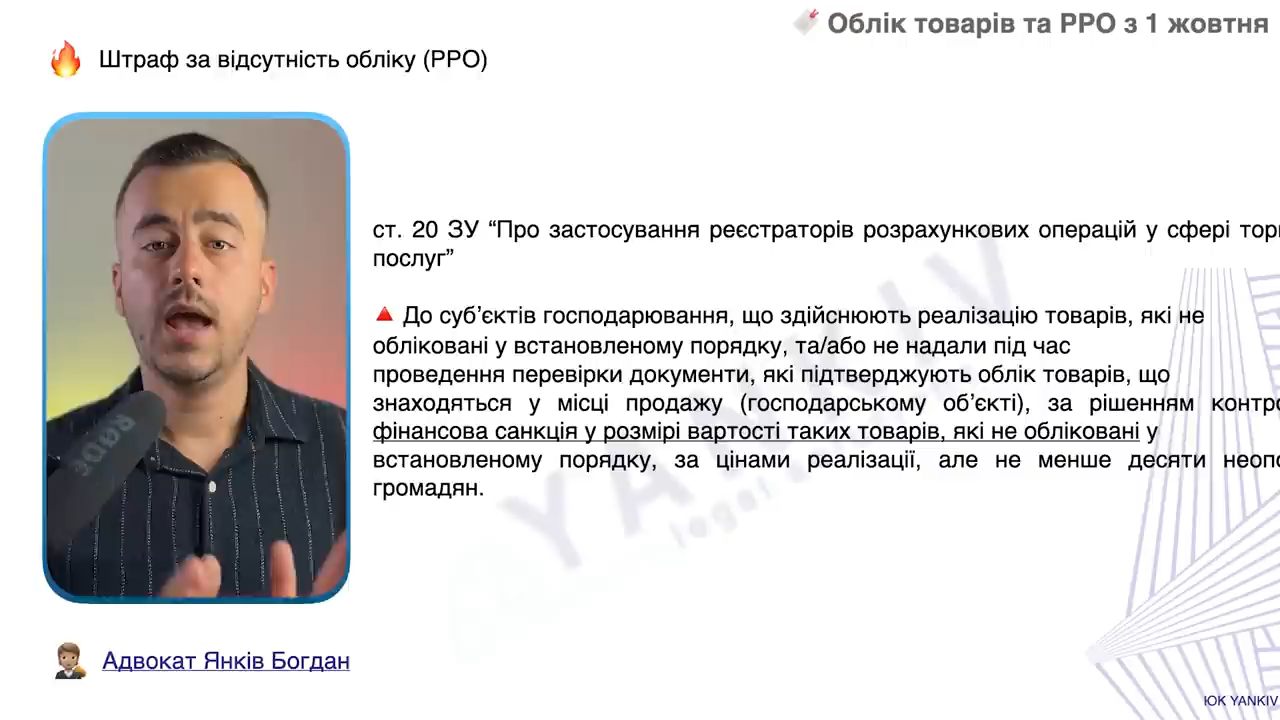 Облік товарів та РРО з 1 жовтня
Штраф за відсутність обліку (РРО)
ст. 20 ЗУ “Про застосування реєстраторів розрахункових операцій у сфері
послуг”
До суб’єктів господарювання, що здійснюють реалізацію товарів, які не
обліковані у встановленому порядку, та/або не надали під час
проведення перевірки документи, які підтверджують облік товарів, що
знаходяться у місці продажу (господарському об’єкті), за рішенням
фінансова санкція у розмірі вартості таких товарів, які не обліковані у
встановленому порядку, за цінами реалізації, але не менше десяти
громадян.
YANKIV
legal
Адвокат Янків Богдан
ЮК YANKIV